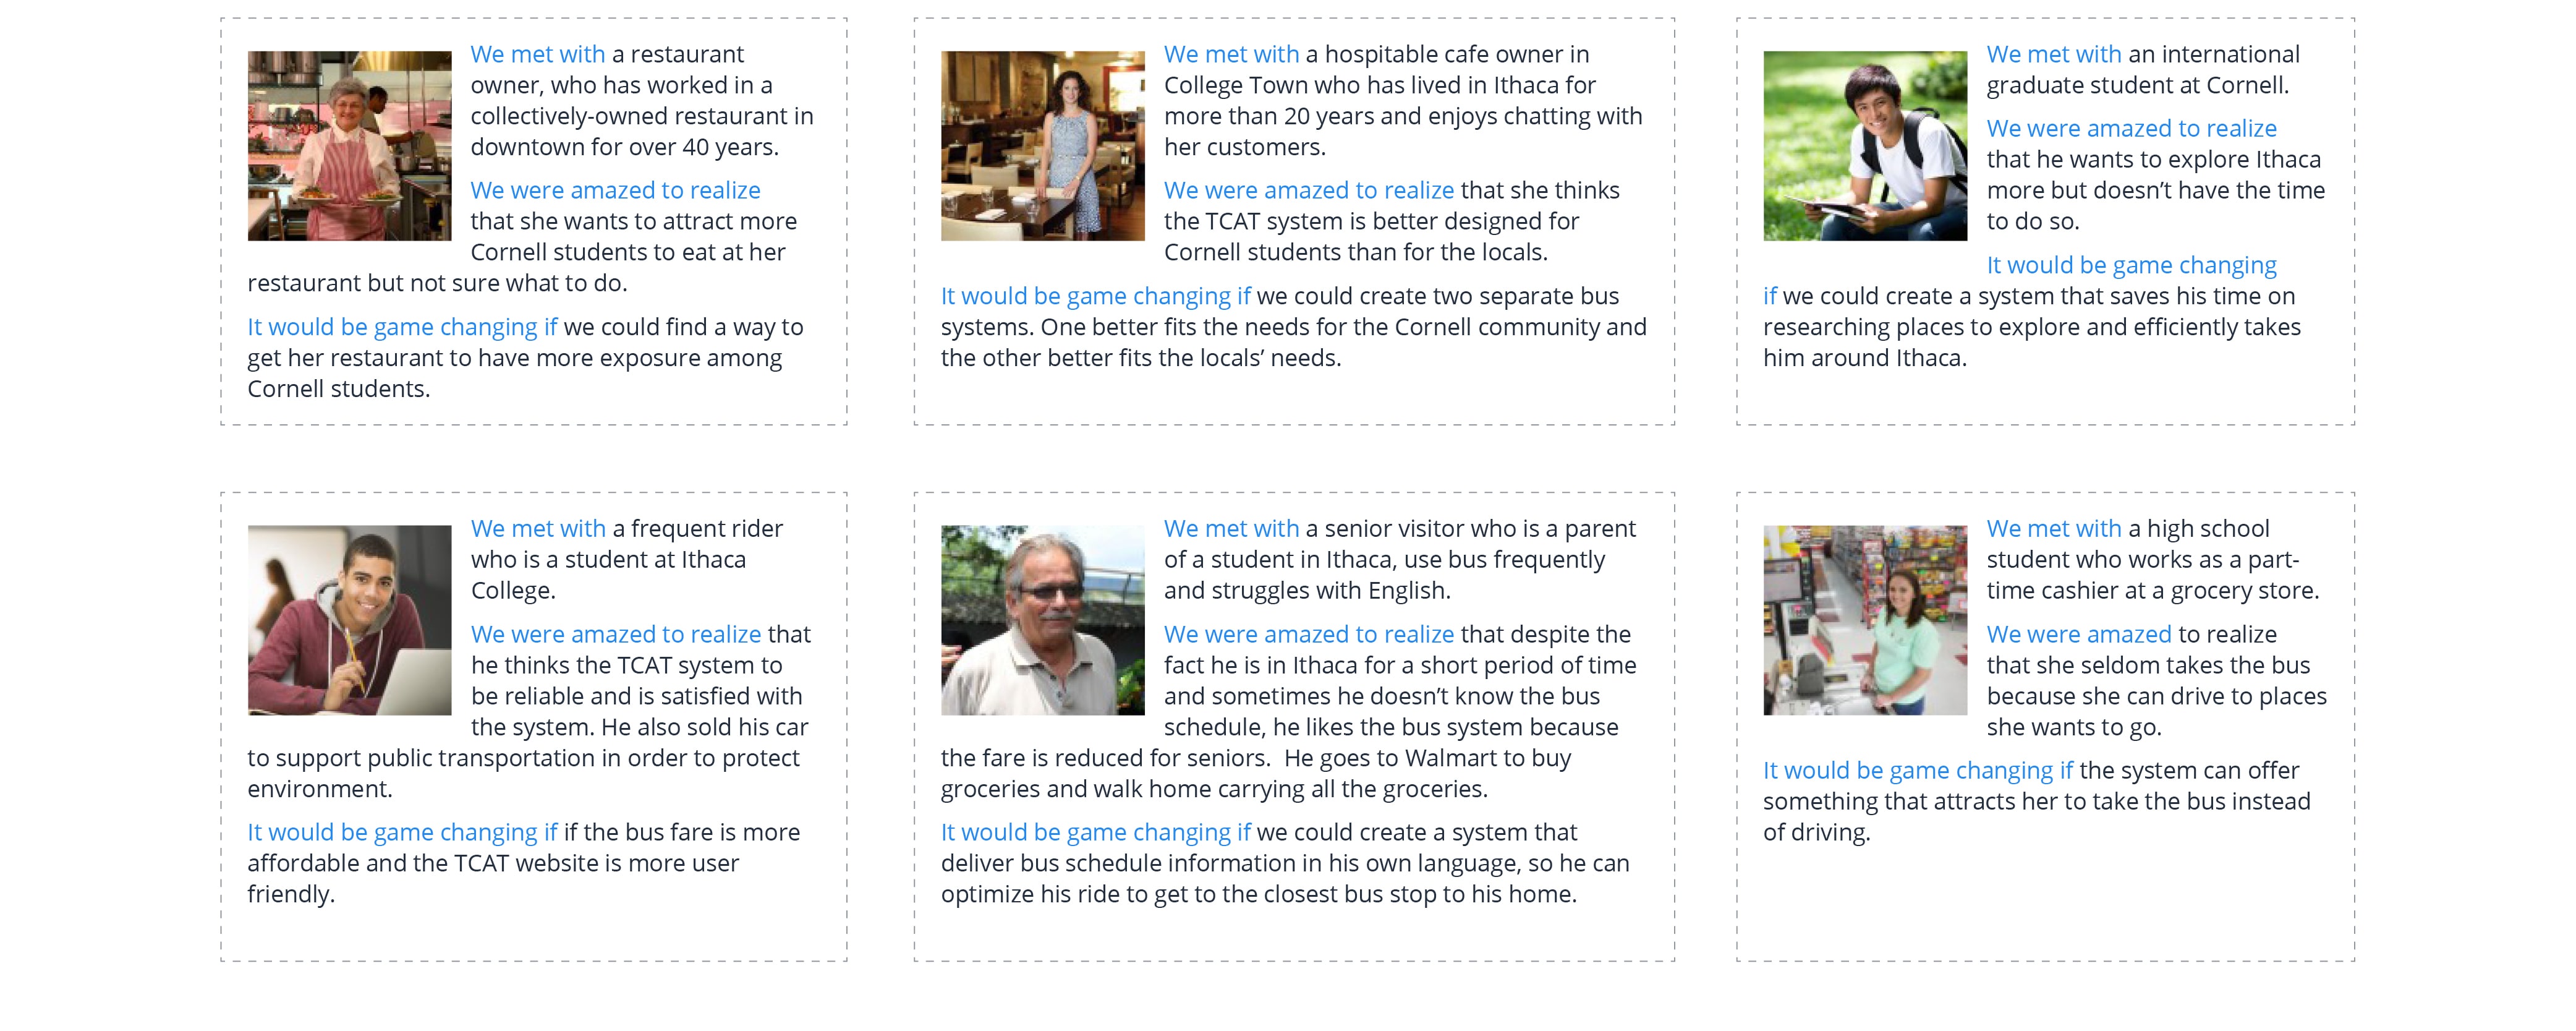 We met with a restaurant
owner, who has worked in a
collectively-owned restaurant in
downtown for over 40 years.
We were amazed to realize
that she wants to attract more
Cornell students to eat at her
restaurant but not sure what to do.
It would be game changing if we could find a way to
get her restaurant to have more exposure among
Cornell students.
We met with a hospitable cafe owner in
College Town who has lived in Ithaca for
more than 20 years and enjoys chatting with
her customers.
We were amazed to realize that she thinks
the TCAT system is better designed for
Cornell students than for the locals.
It would be game changing if we could create two separate bus
systems. One better fits the needs for the Cornell community and
the other better fits the locals’ needs.
We met with an international
graduate student at Cornell.
We were amazed to realize
that he wants to explore Ithaca
more but doesn’t have the time
to do so.
It would be game changing
if we could create a system that saves his time on
researching places to explore and efficiently takes
him around Ithaca.
We met with a frequent rider
who is a student at Ithaca
College.
We were amazed to realize that
he thinks the TCAT system to
be reliable and is satisfied with
the system. He also sold his car
to support public transportation in order to protect
environment.
It would be game changing if if the bus fare is more
affordable and the TCAT website is more user
friendly.
We met with a senior visitor who is a parent
of a student in Ithaca, use bus frequently
and struggles with English.
We were amazed to realize that despite the
fact he is in Ithaca for a short period of time
and sometimes he doesn’t know the bus
schedule, he likes the bus system because
the fare is reduced for seniors.  He goes to Walmart to buy
groceries and walk home carrying all the groceries.
It would be game changing if we could create a system that
deliver bus schedule information in his own language, so he can
optimize his ride to get to the closest bus stop to his home.
We met with a high school
student who works as a part-
time cashier at a grocery store.
We were amazed to realize
that she seldom takes the bus
because she can drive to places
she wants to go.
It would be game changing if the system can offer
something that attracts her to take the bus instead
of driving.